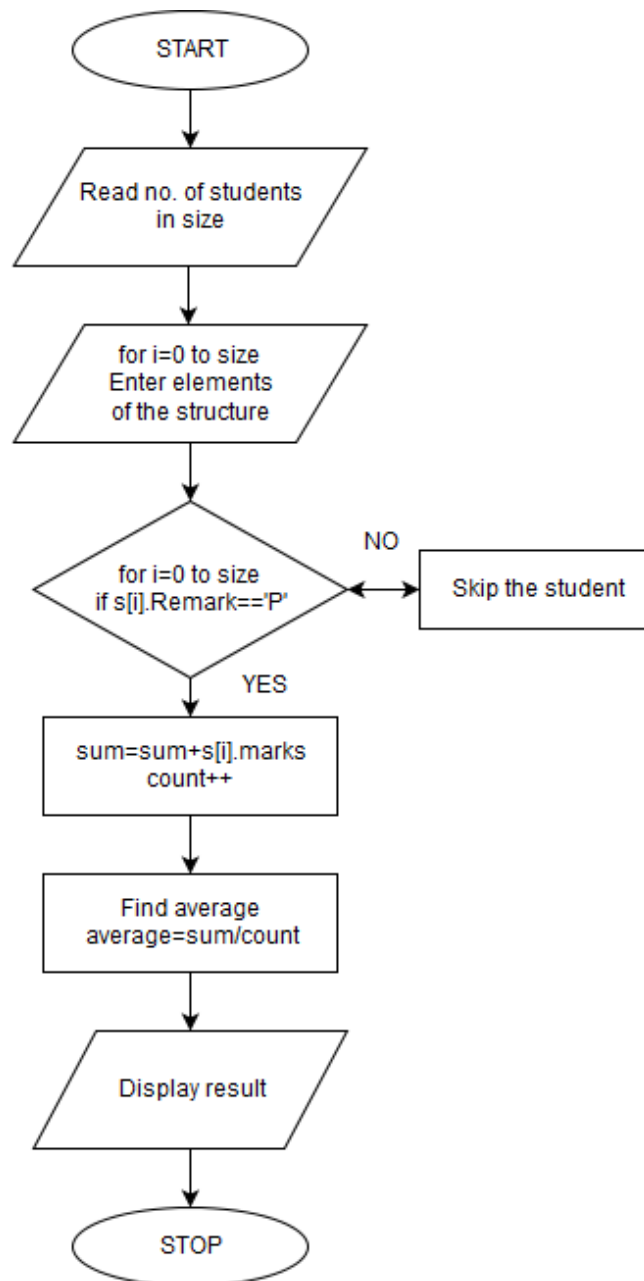 START
Read no. of students
in size
for i=0 to size
Enter elements
of the structure
for i=0 to size
if s[i].Remark=='P'
NO
Skip the student
YES
sum=sum+s[i].marks
count++
Find average
average=sum/count
Display result
STOP